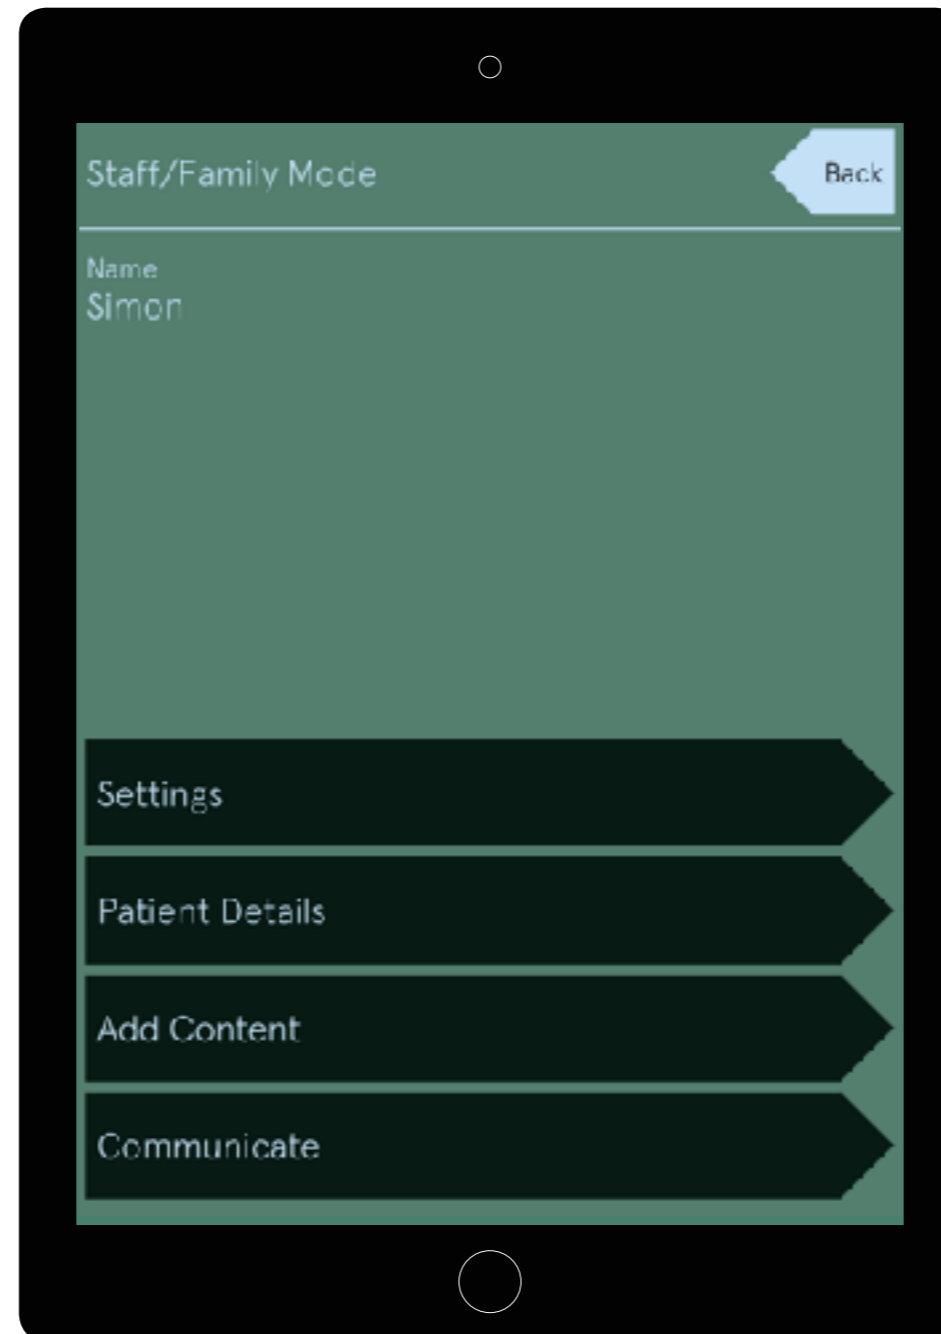 Staff/Family Mode
Back
Name
Simon
Settings
Patient Details
Add Content
Communicate